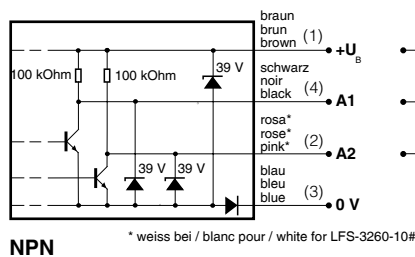 braun
brun
brown (1) +UB
100 kOhm 100 kOhm 39 V
schwarz
noir
black (4) A1
rosa*
rose*
pink* (2) A2
39 V 39 V
blau
bleu
blue (3) 0 V
* weiss bei / blanc pour / white for LFS-3260-10#
NPN